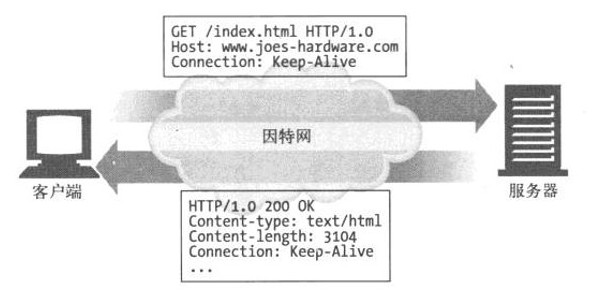 GET /index.html HTTP/1.0
Host: www.joes-hardware.com
Connection: Keep-Alive
因特网
客户端
服务器
HTTP/1.0 200 OK
Content-type: text/html
Content-length: 3104
Connection: Keep-Alive
...